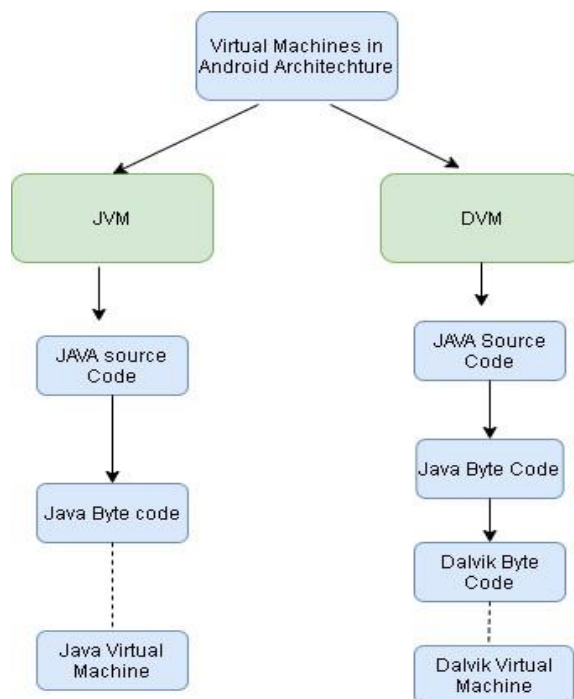 Virtual Machines in
Android Architechture
JVM
DVM
JAVA source
Code
JAVA Source
Code
Java Byte code
Java Byte Code
Dalvik Byte
Code
Java Virtual
Machine
Dalvik Virtual
Machine